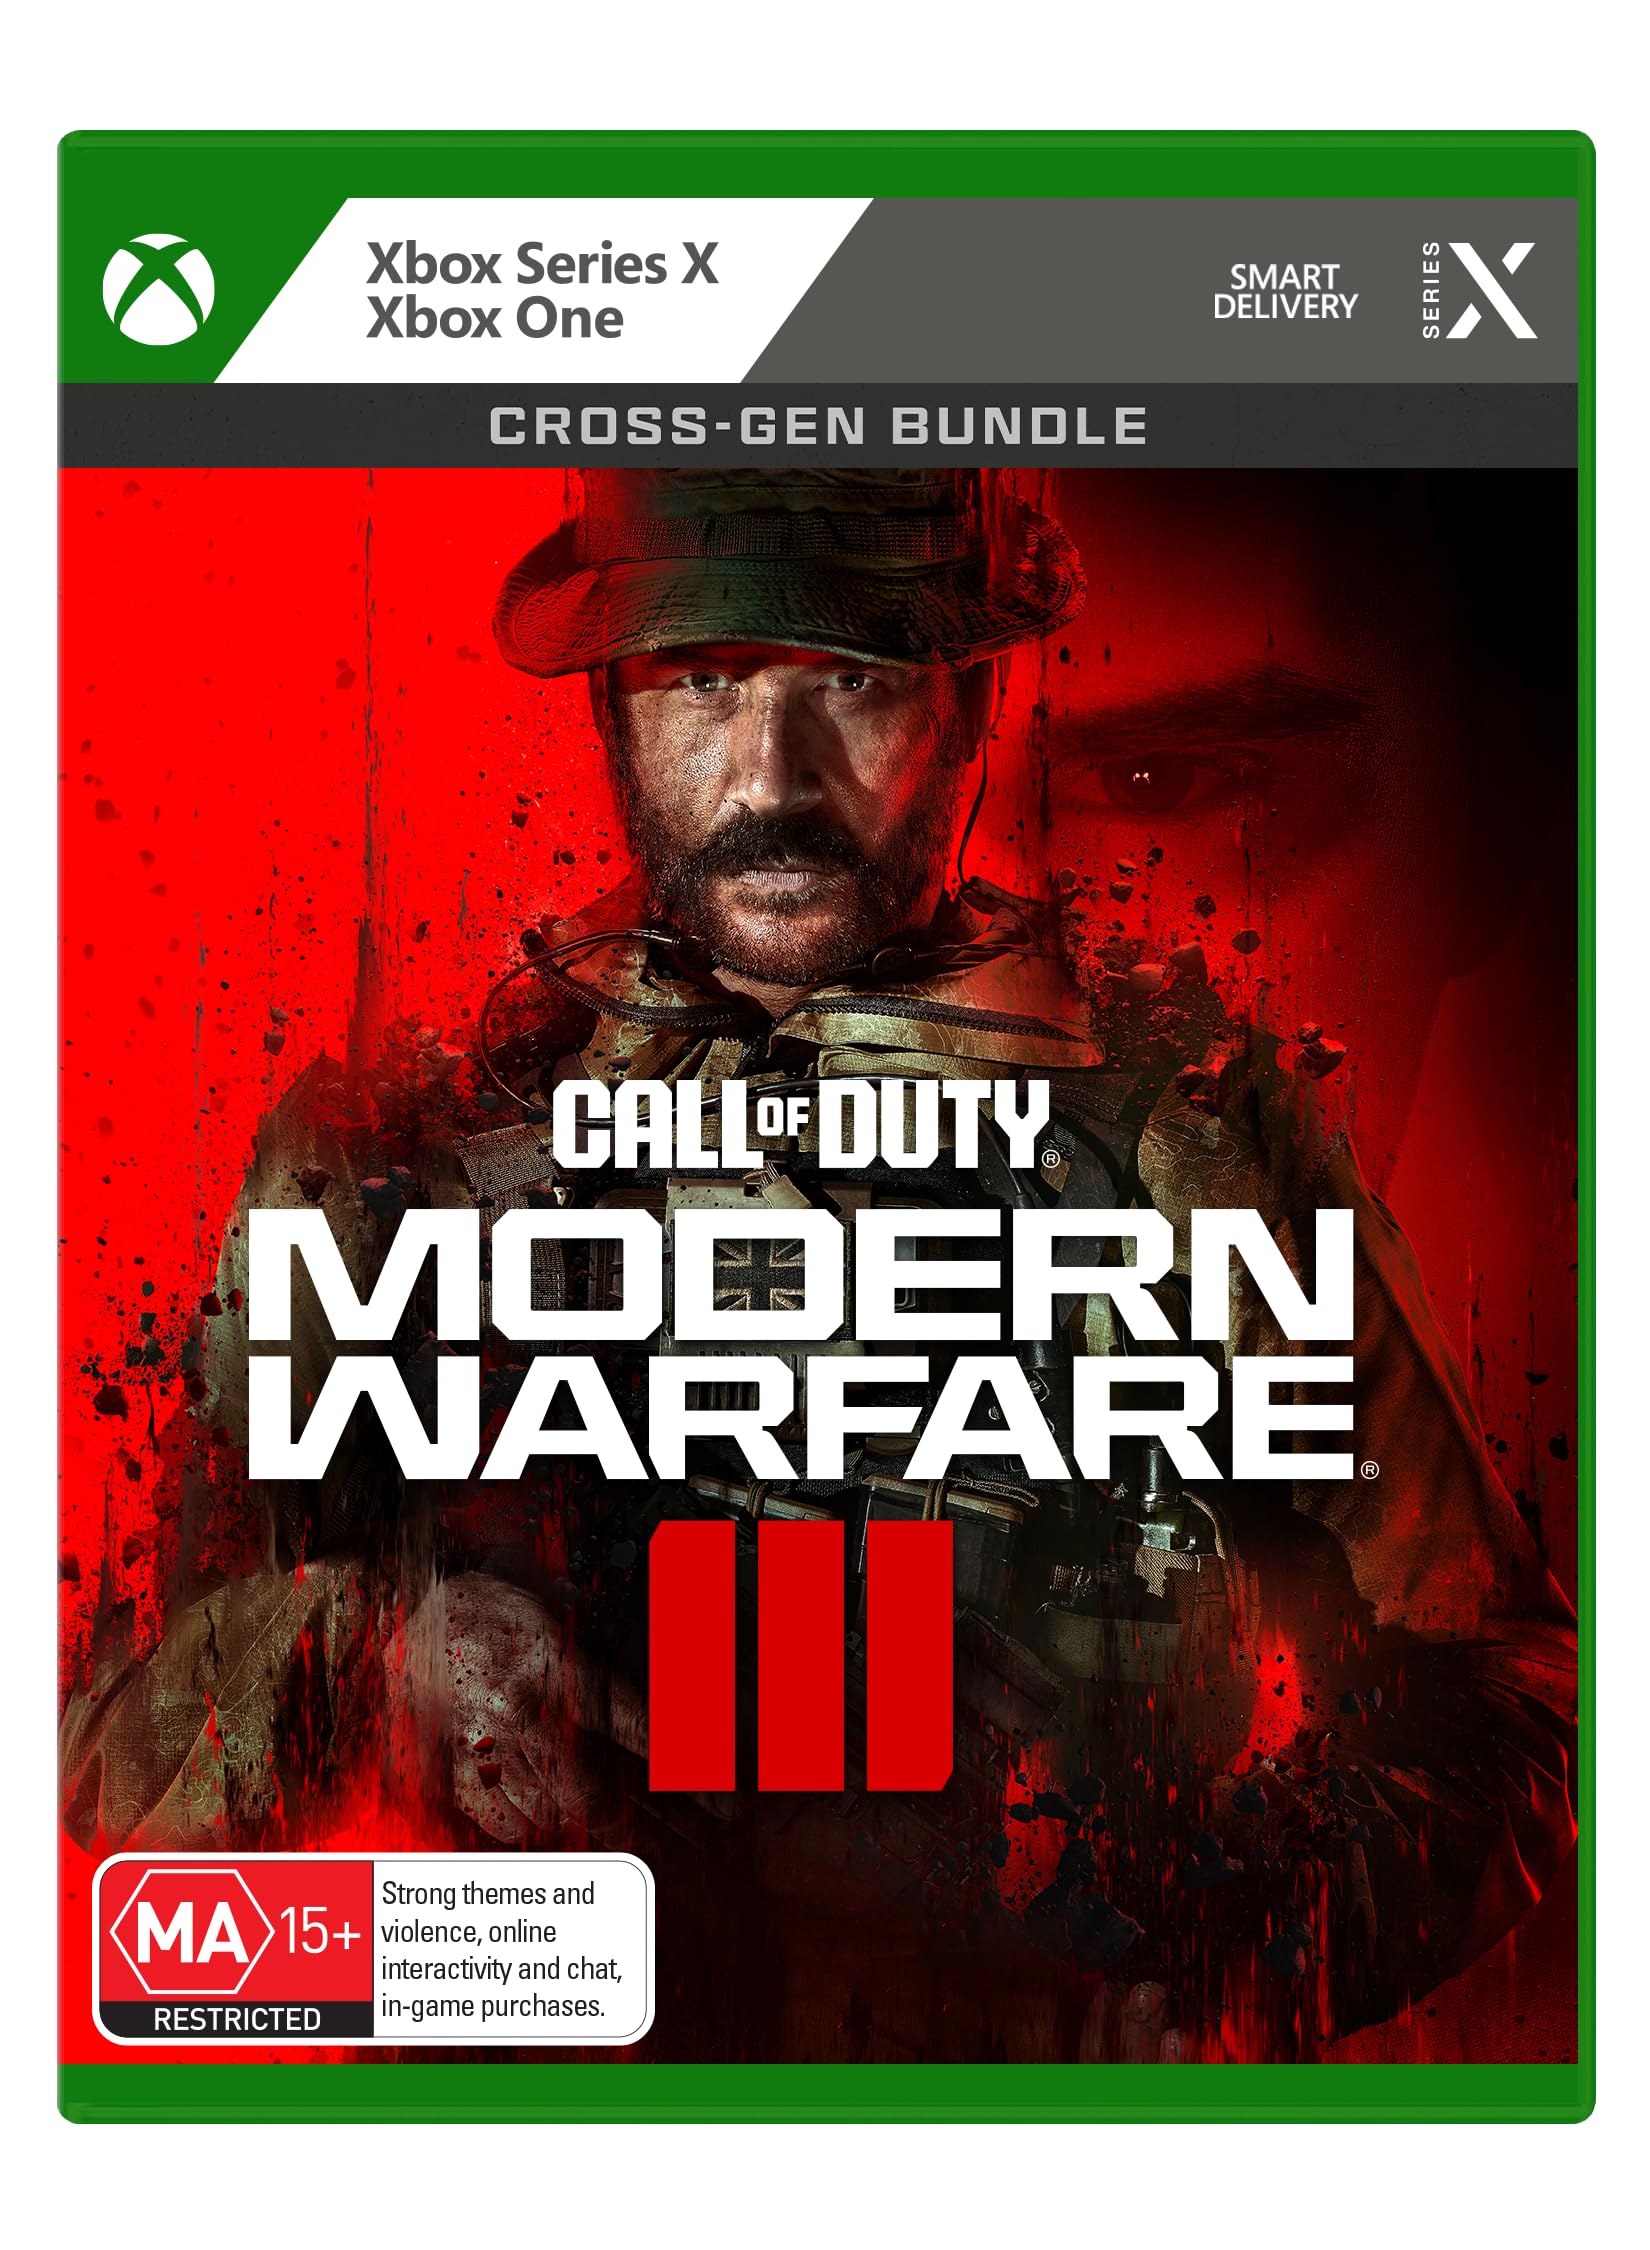 Xbox Series X
Xbox One
SMART
DELIVERY
SERIES X
CROSS-GEN BUNDLE
CALL OF DUTY®
MODERN
WARFARE®
III
MA 15+
RESTRICTED
Strong themes and
violence, online
interactivity and chat,
in-game purchases.